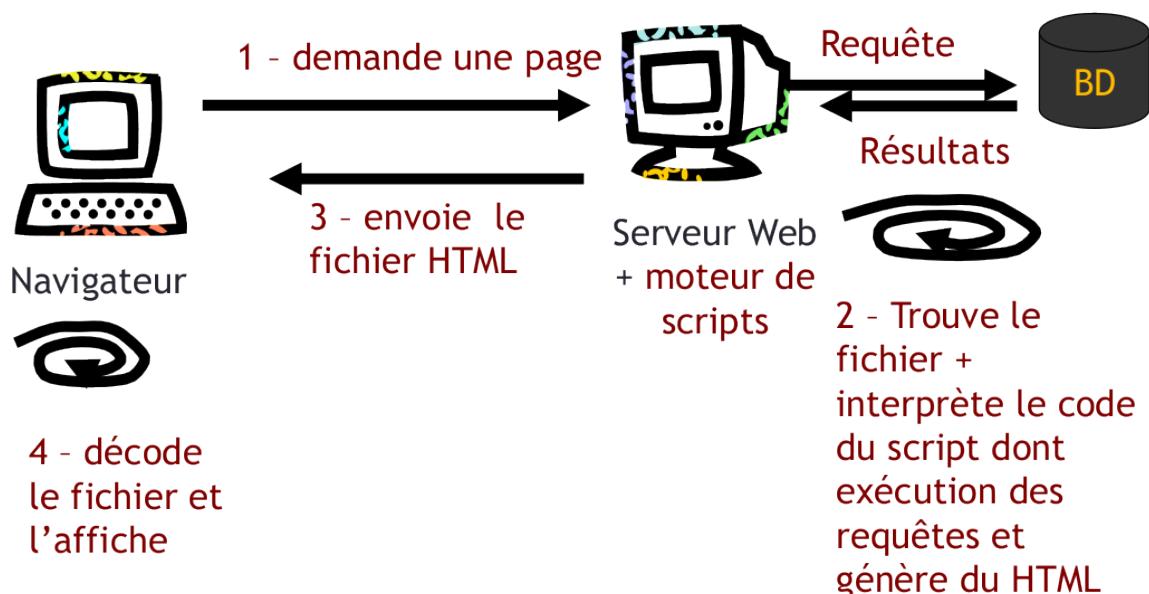 1 - demande une page
Requête
BD
Résultats
3 - envoie le
fichier HTML
Serveur Web
+ moteur de
scripts
Navigateur
2 - Trouve le
fichier +
interprète le code
du script dont
exécution des
requêtes et
génère du HTML
4 - décode
le fichier et
l'affiche